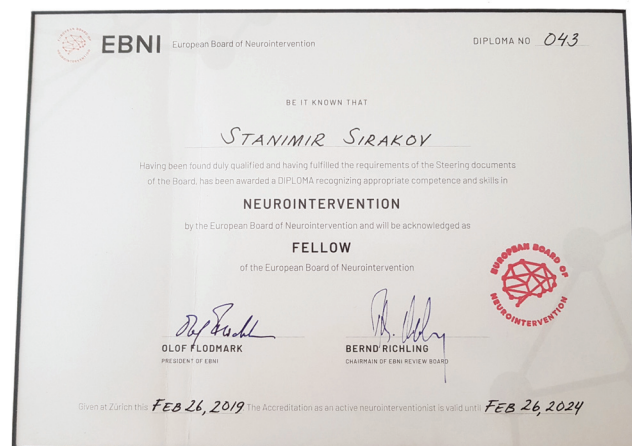 EBNI European Board of Neurointervention
DIPLOMA NO 043
BE IT KNOWN THAT
STANIMIR SIRAKOV
Having been found duly qualified and having fulfilled the requirements of the Steering documents
of the Board, has been awarded a DIPLOMA recognizing appropriate competence and skills in
NEUROINTERVENTION
by the European Board of Neurointervention and will be acknowledged as
FELLOW
of the European Board of Neurointervention
EUROPEAN BOARD OF
NEUROINTERVENTION
OLOF FLODMARK
PRESIDENT OF EBNI
BERND RICHLING
CHAIRMAN OF EBNI REVIEW BOARD
Given at Zürich this FEB 26, 2019 The Accreditation as an active neurointerventionist is valid until FEB 26, 2024